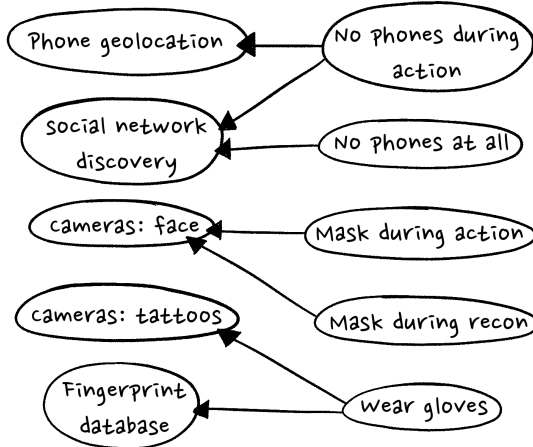 Phone geolocation
No phones during
action
social network
discovery
No phones at all
cameras: face
Mask during action
cameras: tattoos
Mask during recon
Fingerprint
database
Wear gloves